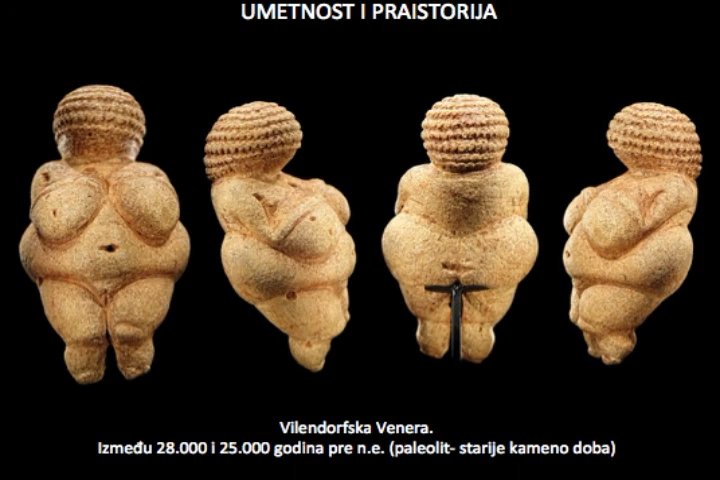 UMETNOST I PRAISTORIJA
Vilendorfska Venera.
Između 28.000 i 25.000 godina pre n.e. (paleolit- starije kameno doba)